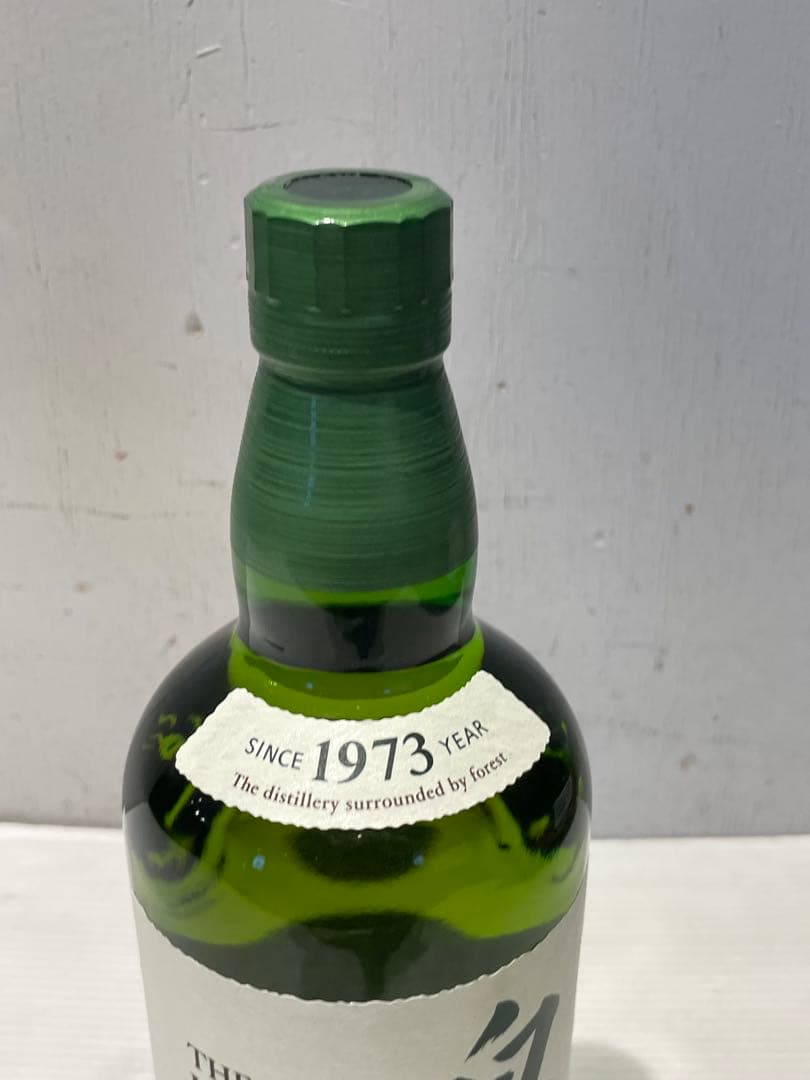 SINCE 1973 YEAR
The distillery surrounded by forest
THE